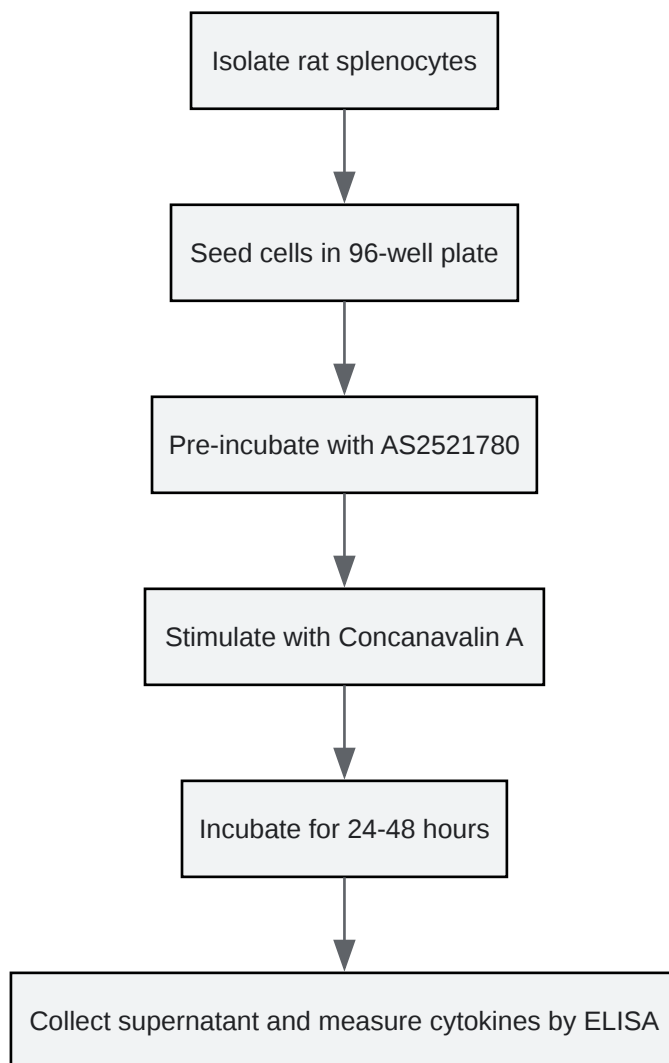 Isolate rat splenocytes
Seed cells in 96-well plate
Pre-incubate with AS2521780
Stimulate with Concanavalin A
Incubate for 24-48 hours
Collect supernatant and measure cytokines by ELISA